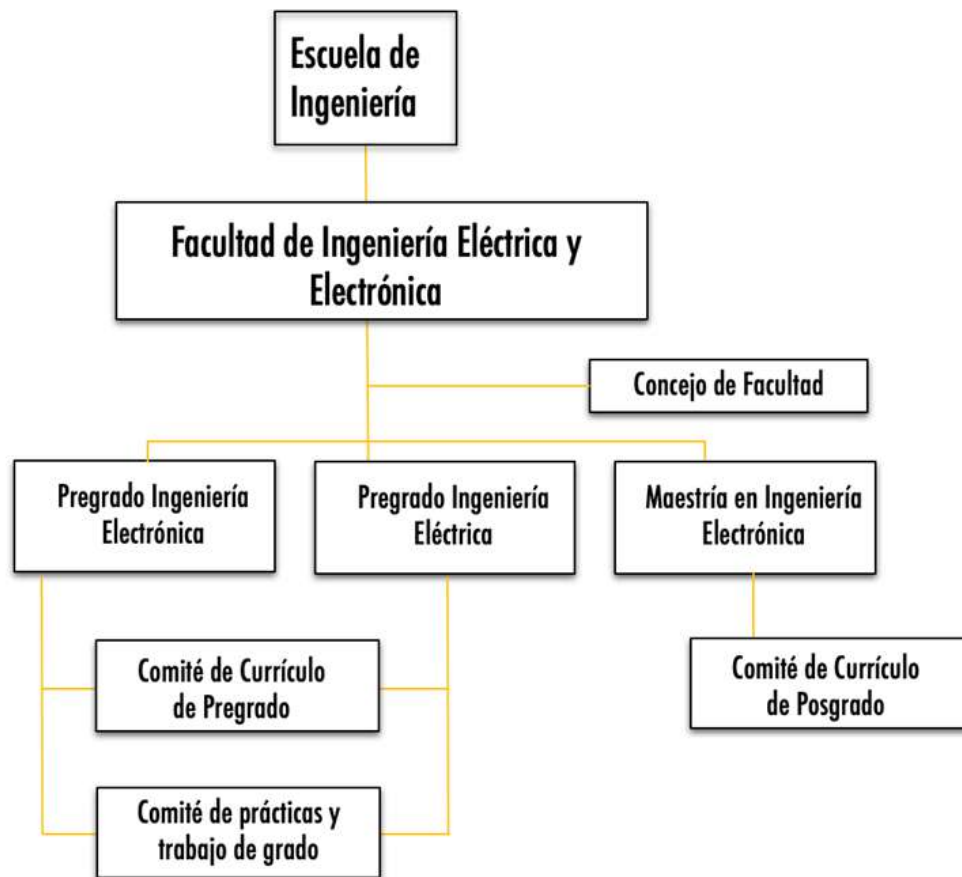 Escuela de
Ingeniería
Facultad de Ingeniería Eléctrica y
Electrónica
Concejo de Facultad
Pregrado Ingeniería
Electrónica
Pregrado Ingeniería
Eléctrica
Maestría en Ingeniería
Electrónica
Comité de Currículo
de Pregrado
Comité de Currículo
de Posgrado
Comité de prácticas y
trabajo de grado